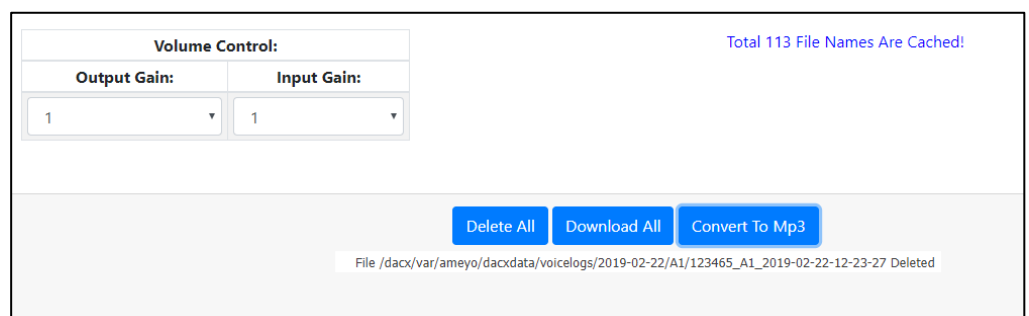 Volume Control:
Total 113 File Names Are Cached!
Output Gain: Input Gain:
1 1
Delete All Download All Convert To Mp3
File /dacx/var/ameyo/dacxdata/voicelogs/2019-02-22/A1/123465_A1_2019-02-22-12-23-27 Deleted